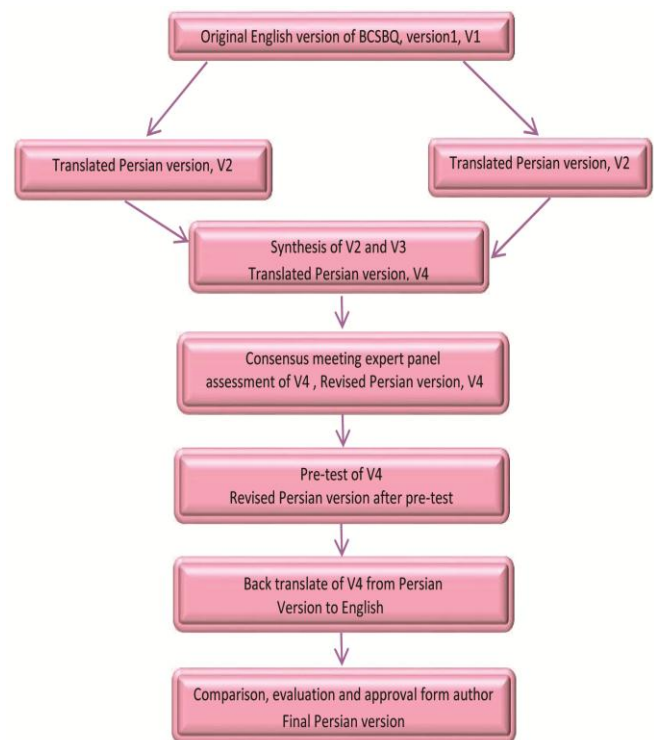 Original English version of BCSBQ, version1, V1
Translated Persian version, V2
Translated Persian version, V2
Synthesis of V2 and V3
Translated Persian version, V4
Consensus meeting expert panel
assessment of V4 , Revised Persian version, V4
Pre-test of V4
Revised Persian version after pre-test
Back translate of V4 from Persian
Version to English
Comparison, evaluation and approval form author
Final Persian version